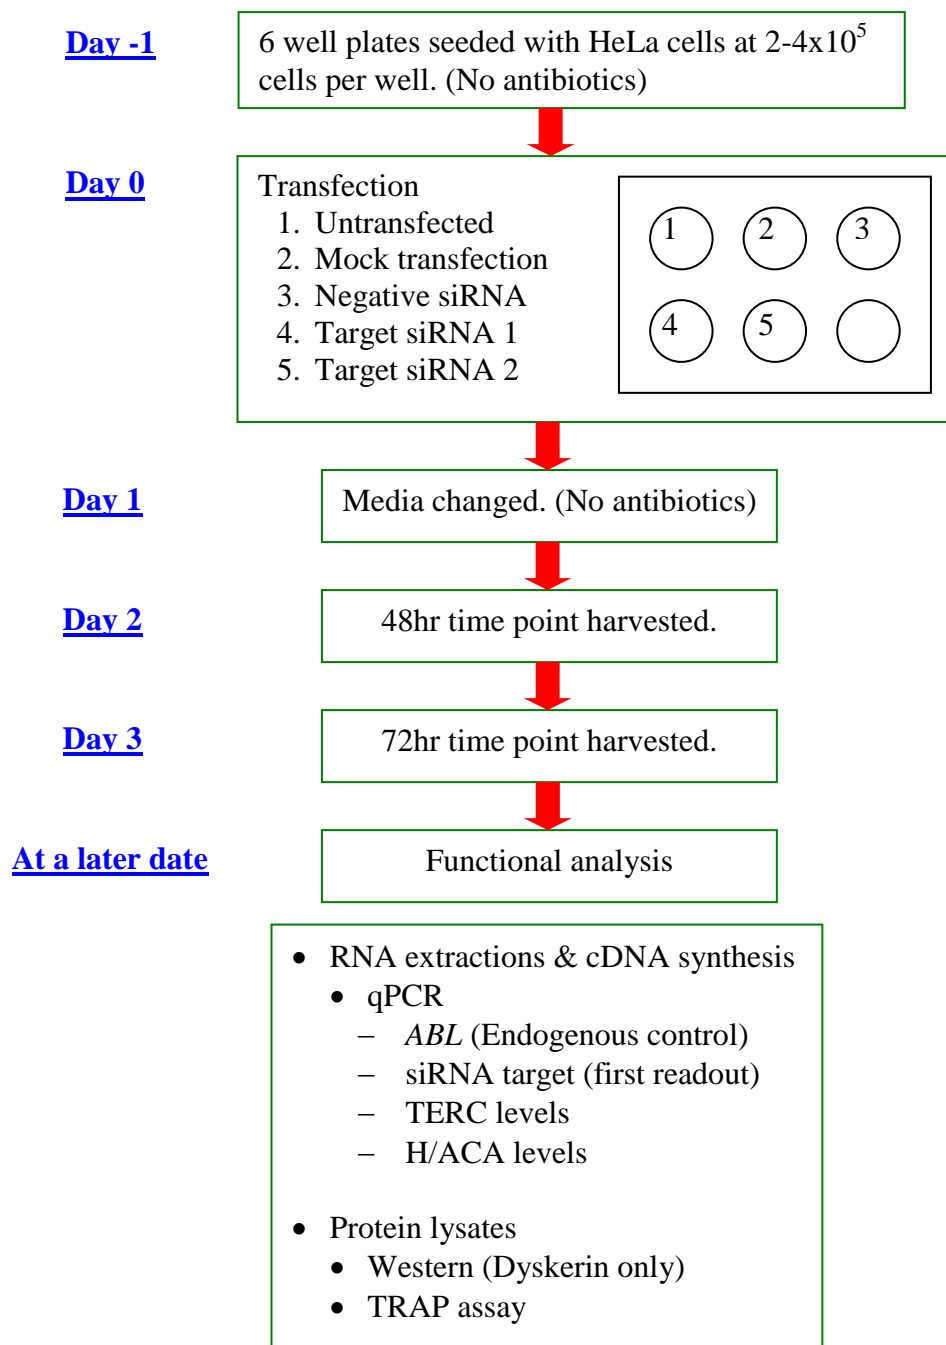 Day -1
6 well plates seeded with HeLa cells at 2-4x10⁵
cells per well. (No antibiotics)
Day 0
Transfection
1. Untransfected
2. Mock transfection
3. Negative siRNA
4. Target siRNA 1
5. Target siRNA 2
1 2 3
4 5
Day 1
Media changed. (No antibiotics)
Day 2
48hr time point harvested.
Day 3
72hr time point harvested.
At a later date
Functional analysis
• RNA extractions & cDNA synthesis
• qPCR
– ABL (Endogenous control)
– siRNA target (first readout)
– TERC levels
– H/ACA levels
• Protein lysates
• Western (Dyskerin only)
• TRAP assay